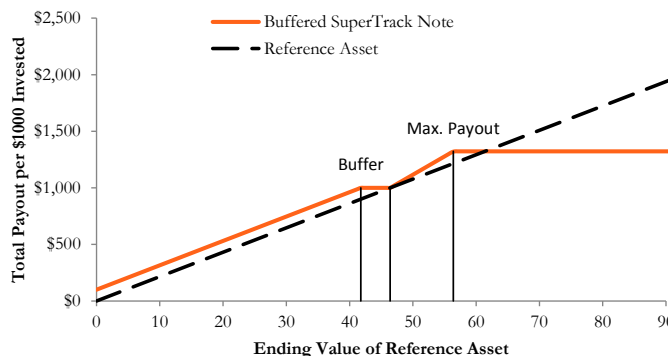 $2,500
$2,000
$1,500
$1,000
$500
$0
Total Payout per $1000 Invested
Buffered SuperTrack Note
Reference Asset
Max. Payout
Buffer
0 10 20 30 40 50 60 70 80 90
Ending Value of Reference Asset